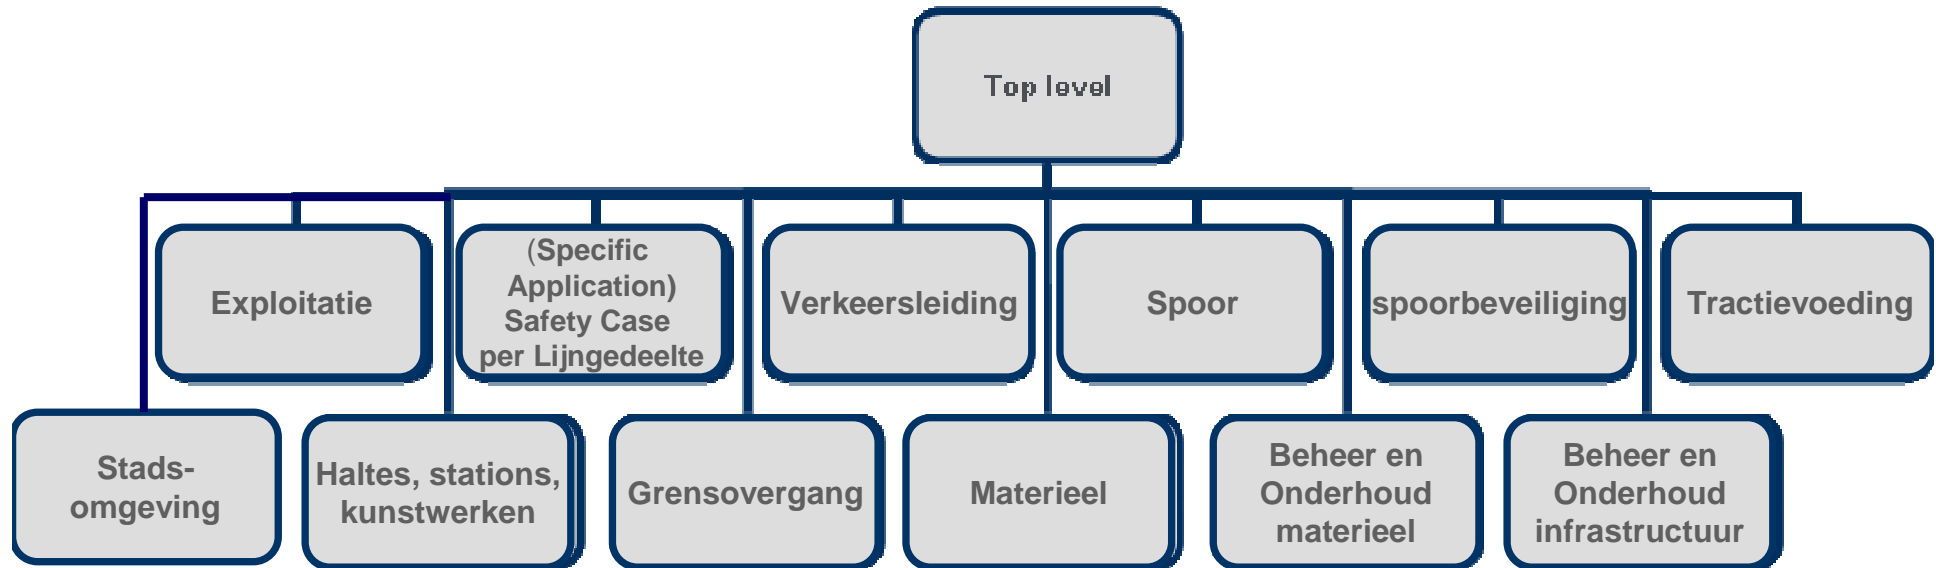 Top level
Exploitatie
(Specific
Application)
Safety Case
per Lijngedeelte
Verkeersleiding
Spoor
spoorbeveiliging
Tractievoeding
Stads-
omgeving
Haltes, stations,
kunstwerken
Grensovergang
Materieel
Beheer en
Onderhoud
materieel
Beheer en
Onderhoud
infrastructuur